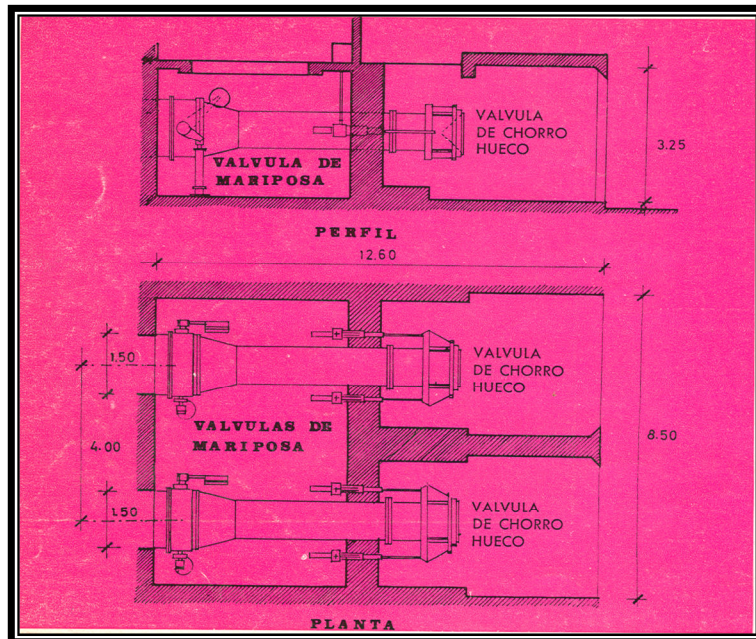 VALVULA
DE CHORRO
HUECO
3.25
VALVULA DE
MARIPOSA
PERFIL
12.60
1.50
VALVULA
DE CHORRO
HUECO
VALVULAS DE
MARIPOSA
4.00
8.50
1.50
VALVULA
DE CHORRO
HUECO
PLANTA